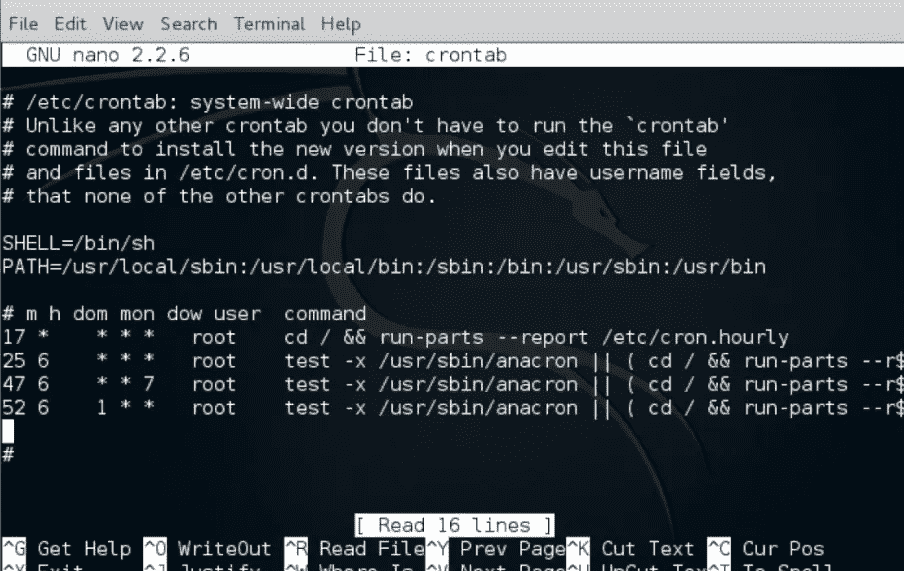 File Edit View Search Terminal Help
GNU nano 2.2.6 File: crontab
# /etc/crontab: system-wide crontab
# Unlike any other crontab you don't have to run the `crontab'
# command to install the new version when you edit this file
# and files in /etc/cron.d. These files also have username fields,
# that none of the other crontabs do.
SHELL=/bin/sh
PATH=/usr/local/sbin:/usr/local/bin:/sbin:/bin:/usr/sbin:/usr/bin
# m h dom mon dow user  command
17 *    * * *   root    cd / && run-parts --report /etc/cron.hourly
25 6    * * *   root    test -x /usr/sbin/anacron || ( cd / && run-parts --r$
47 6    * * 7   root    test -x /usr/sbin/anacron || ( cd / && run-parts --r$
52 6    1 * *   root    test -x /usr/sbin/anacron || ( cd / && run-parts --r$
#
[ Read 16 lines ]
^G Get Help ^O WriteOut ^R Read File ^Y Prev Page ^K Cut Text ^C Cur Pos
^X Exit ^J Justify ^W Where Is ^V Next Page ^U UnCut Text ^T To Spell